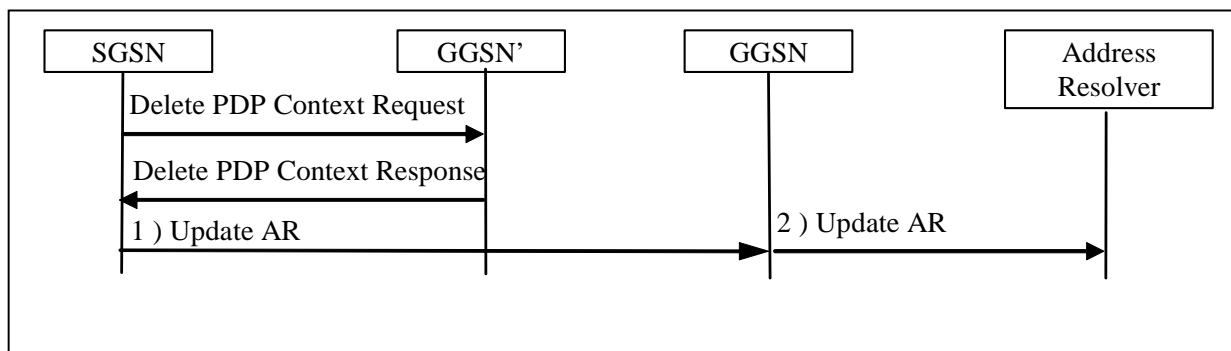 SGSN
GGSN’
GGSN
Address
Resolver
Delete PDP Context Request
Delete PDP Context Response
1 ) Update AR
2 ) Update AR